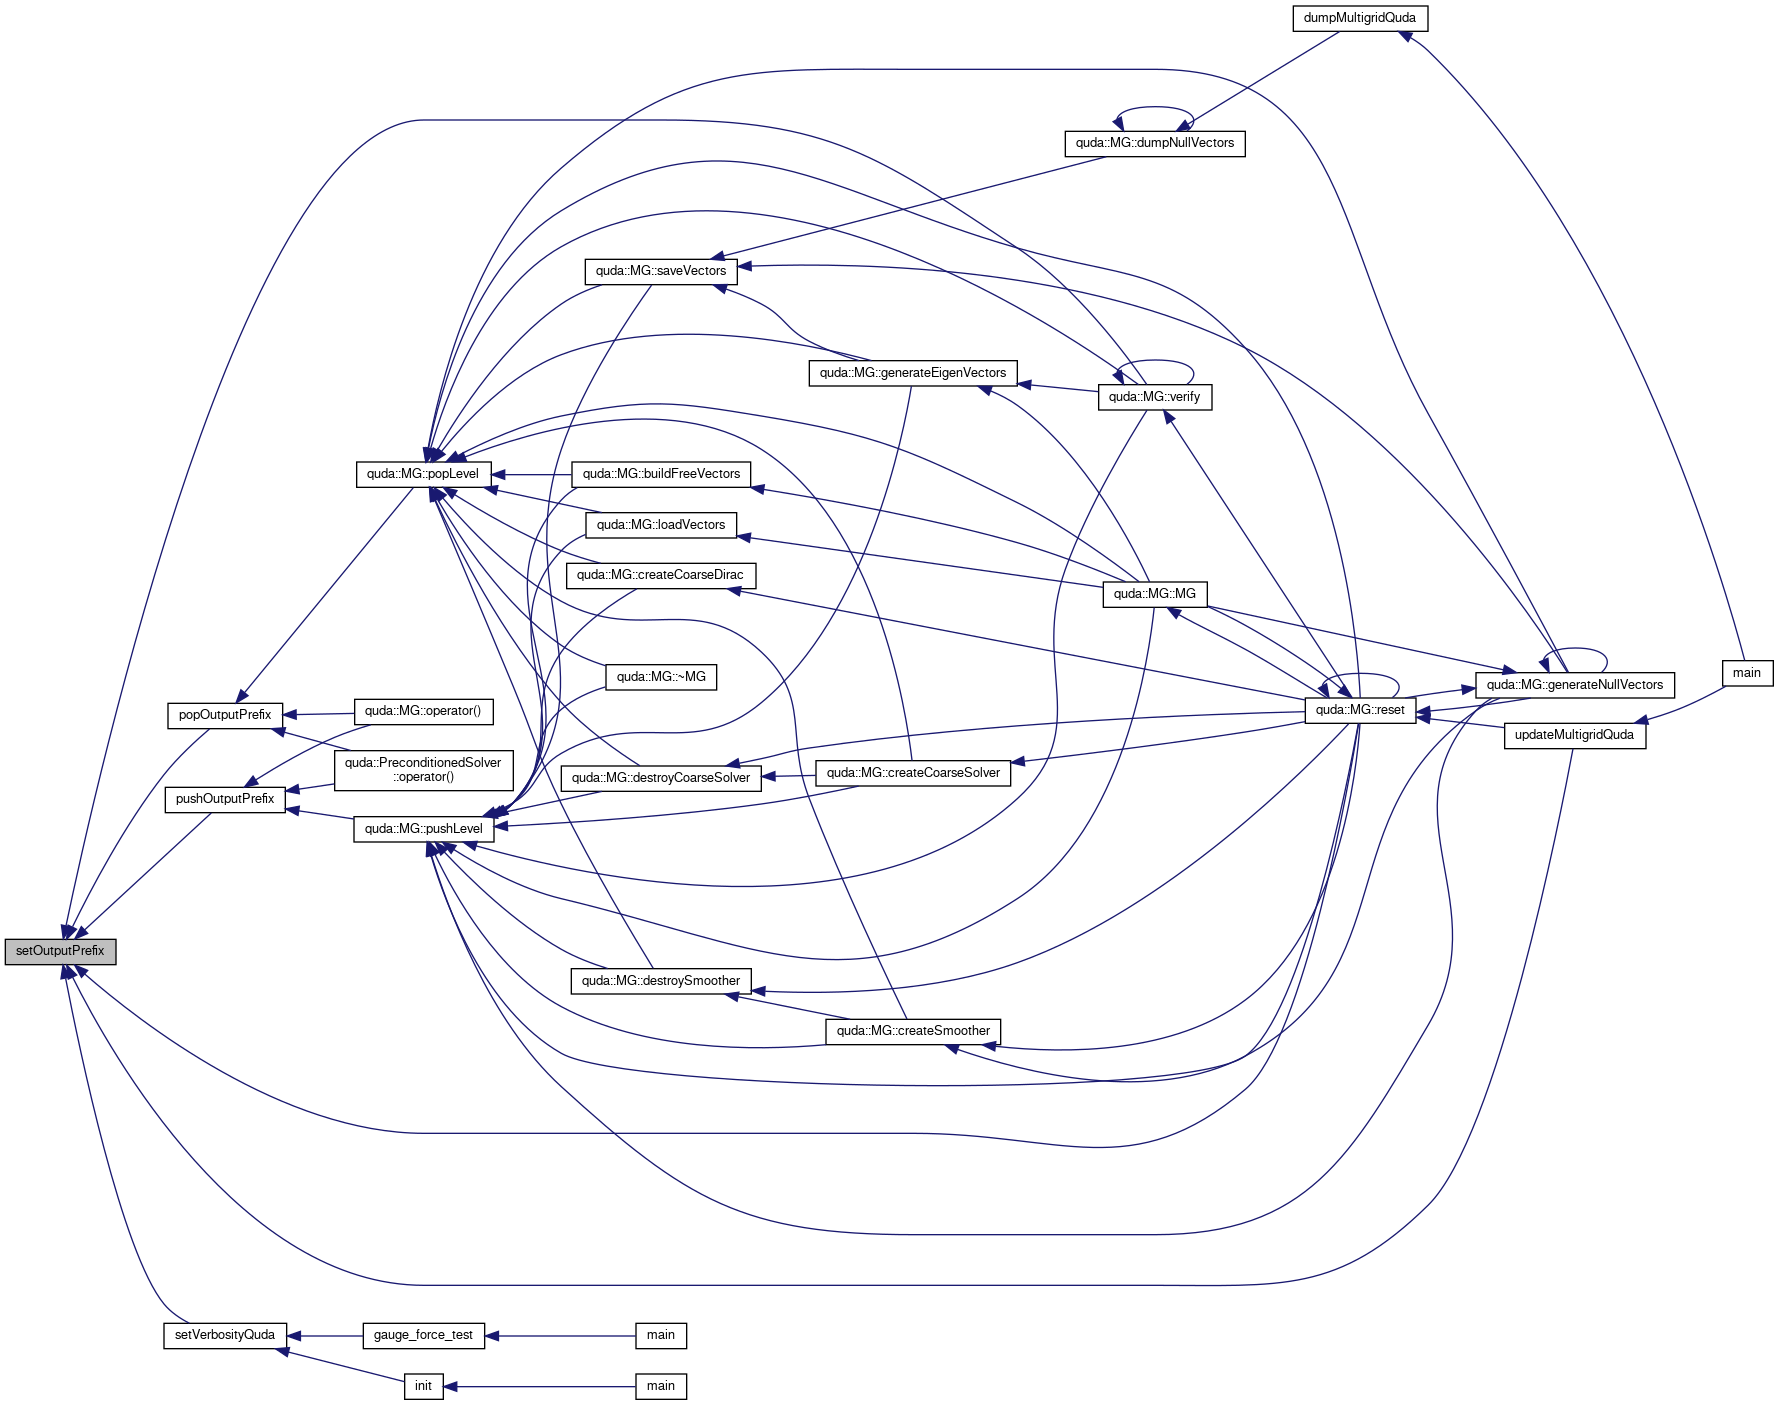 dumpMultigridQuda
quda::MG::dumpNullVectors
quda::MG::saveVectors
quda::MG::generateEigenVectors
quda::MG::verify
quda::MG::popLevel
quda::MG::buildFreeVectors
quda::MG::loadVectors
quda::MG::createCoarseDirac
quda::MG::MG
quda::MG::~MG
main
quda::MG::generateNullVectors
quda::MG::reset
popOutputPrefix
quda::MG::operator()
updateMultigridQuda
quda::PreconditionedSolver
::operator()
quda::MG::destroyCoarseSolver
quda::MG::createCoarseSolver
pushOutputPrefix
quda::MG::pushLevel
setOutputPrefix
quda::MG::destroySmoother
quda::MG::createSmoother
setVerbosityQuda
gauge_force_test
main
init
main